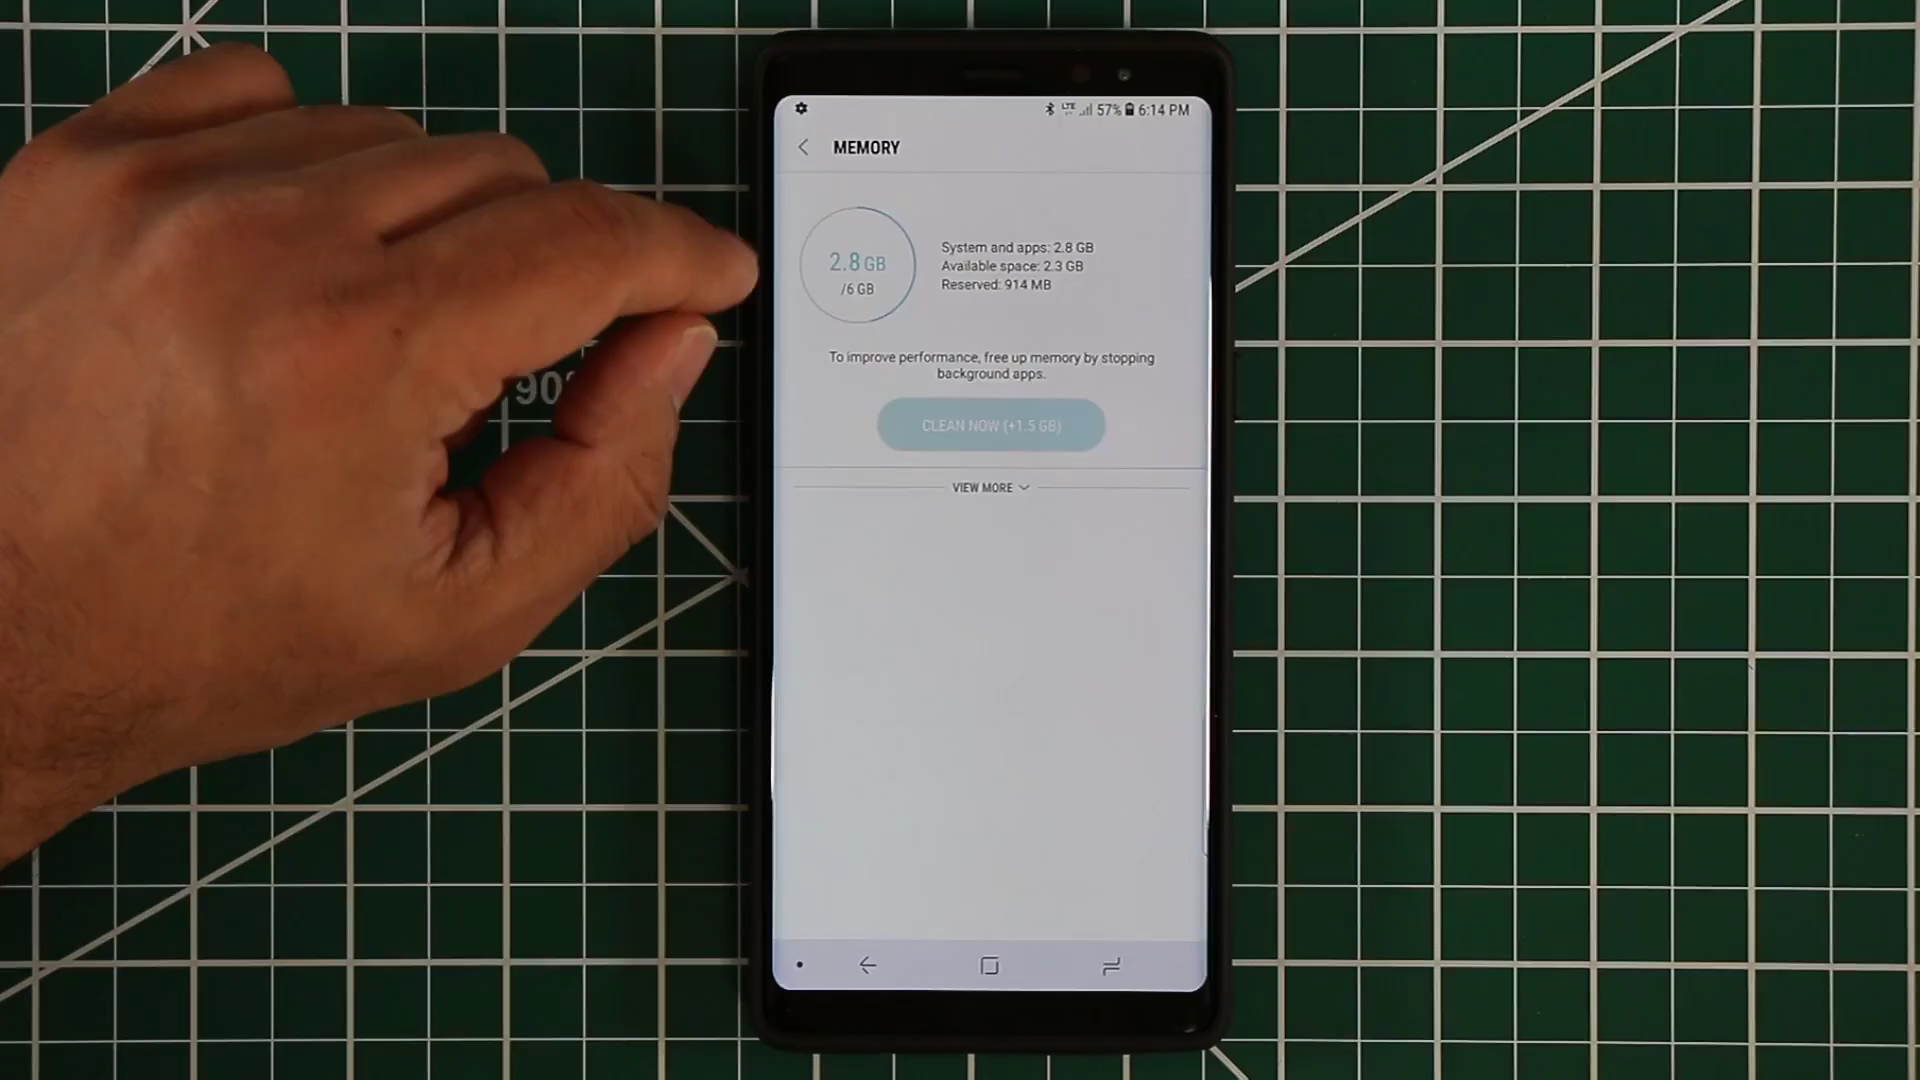 57% 6:14 PM
LTE
MEMORY
2.8 GB
/6 GB
System and apps: 2.8 GB
Available space: 2.3 GB
Reserved: 914 MB
To improve performance, free up memory by stopping
background apps.
CLEAN NOW (+1.5 GB)
VIEW MORE
90°